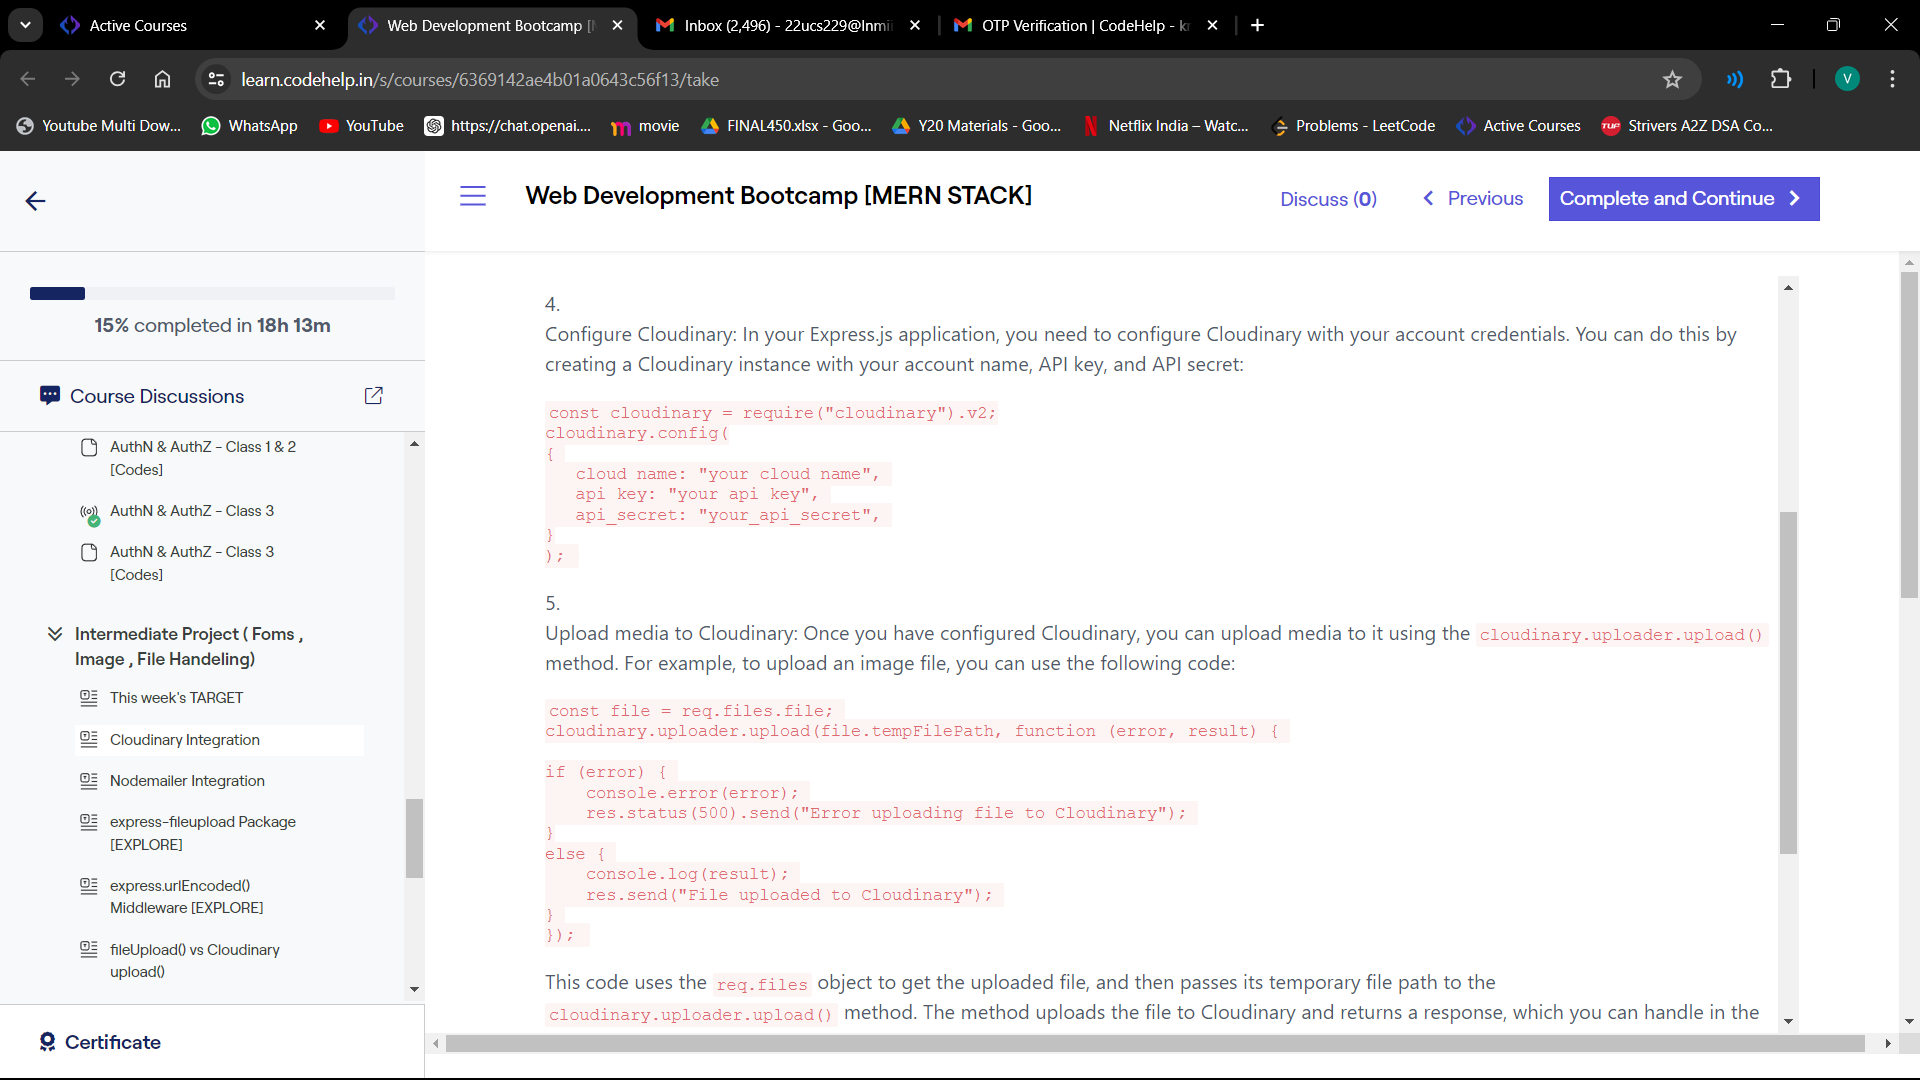 Active Courses
Web Development Bootcamp [
Inbox (2,496) - 22ucs229@lnmii
OTP Verification | CodeHelp - k
learn.codehelp.in/s/courses/6369142ae4b01a0643c56f13/take
V
Youtube Multi Dow...
WhatsApp
YouTube
https://chat.openai....
movie
FINAL450.xlsx - Goo...
Y20 Materials - Goo...
Netflix India – Watc...
Problems - LeetCode
Active Courses
TUF
Strivers A2Z DSA Co...
Web Development Bootcamp [MERN STACK]
Discuss (0)
Previous
Complete and Continue
15% completed in 18h 13m
Course Discussions
AuthN & AuthZ - Class 1 & 2
[Codes]
AuthN & AuthZ - Class 3
AuthN & AuthZ - Class 3
[Codes]
Intermediate Project ( Foms ,
Image , File Handeling)
This week's TARGET
Cloudinary Integration
Nodemailer Integration
express-fileupload Package
[EXPLORE]
express.urlEncoded()
Middleware [EXPLORE]
fileUpload() vs Cloudinary
upload()
Certificate
4.
Configure Cloudinary: In your Express.js application, you need to configure Cloudinary with your account credentials. You can do this by
creating a Cloudinary instance with your account name, API key, and API secret:
const cloudinary = require("cloudinary").v2;
cloudinary.config(
{
cloud name: "your cloud name",
api key: "your api key",
api_secret: "your_api_secret",
}
);
5.
Upload media to Cloudinary: Once you have configured Cloudinary, you can upload media to it using the cloudinary.uploader.upload()
method. For example, to upload an image file, you can use the following code:
const file = req.files.file;
cloudinary.uploader.upload(file.tempFilePath, function (error, result) {
if (error) {
console.error(error);
res.status(500).send("Error uploading file to Cloudinary");
}
else {
console.log(result);
res.send("File uploaded to Cloudinary");
}
});
This code uses the req.files object to get the uploaded file, and then passes its temporary file path to the
cloudinary.uploader.upload() method. The method uploads the file to Cloudinary and returns a response, which you can handle in the